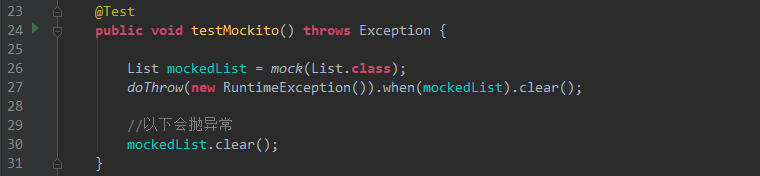 23 @Test
24 public void testMockito() throws Exception {
25
26 List mockedList = mock(List.class);
27 doThrow(new RuntimeException()).when(mockedList).clear();
28
29 //以下会抛异常
30 mockedList.clear();
31 }